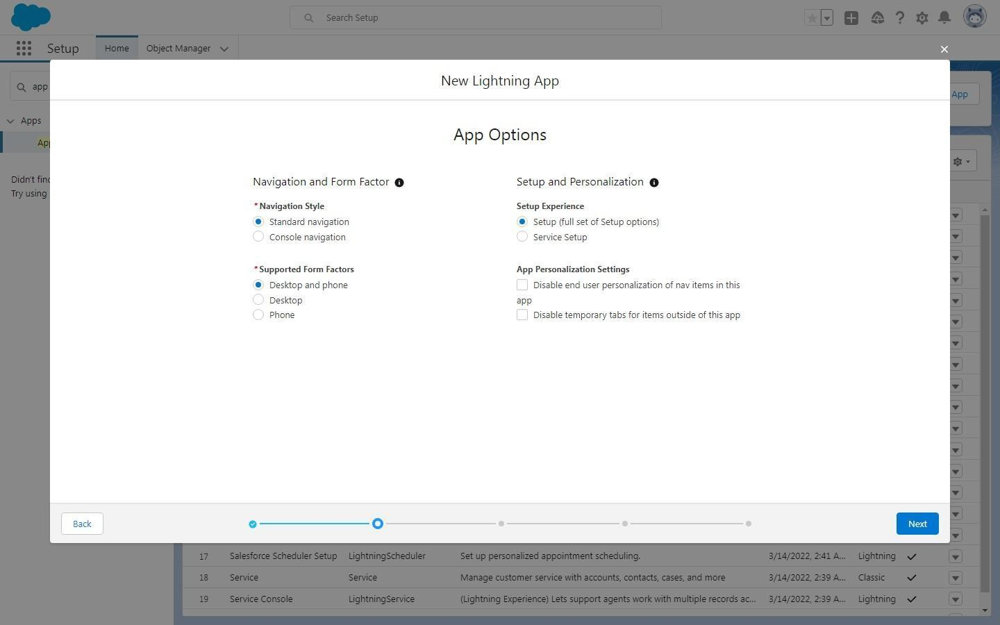 Search Setup
Setup
Home
Object Manager
New Lightning App
app
App
Apps
App
App Options
Didn't find
Try using
Navigation and Form Factor
Setup and Personalization
*Navigation Style
Setup Experience
Standard navigation
Setup (full set of Setup options)
Console navigation
Service Setup
*Supported Form Factors
App Personalization Settings
Desktop and phone
Disable end user personalization of nav items in this
Desktop
app
Phone
Disable temporary tabs for items outside of this app
Back
Next
17 Salesforce Scheduler Setup LightningScheduler Set up personalized appointment scheduling. 3/14/2022, 2:41 A... Lightning
18 Service Service Manage customer service with accounts, contacts, cases, and more 3/14/2022, 2:39 A... Classic
19 Service Console LightningService (Lightning Experience) Lets support agents work with multiple records ac... 3/14/2022, 2:39 A... Lightning